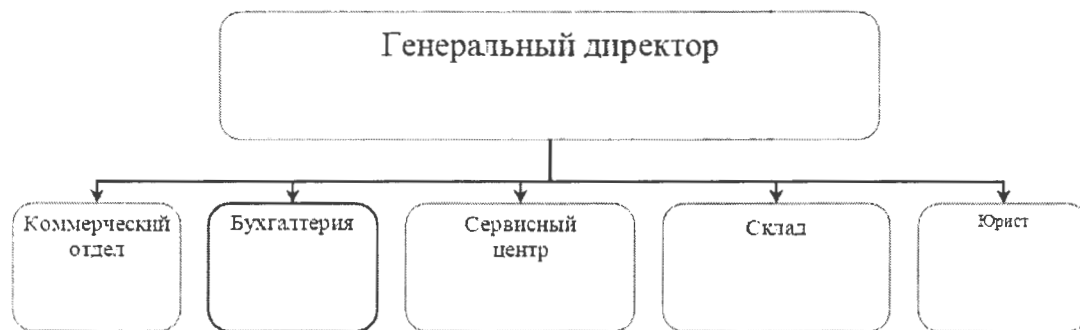 Генеральный директор
Коммерческий
отдел
Бухгалтерия
Сервисный
центр
Склад
Юрист